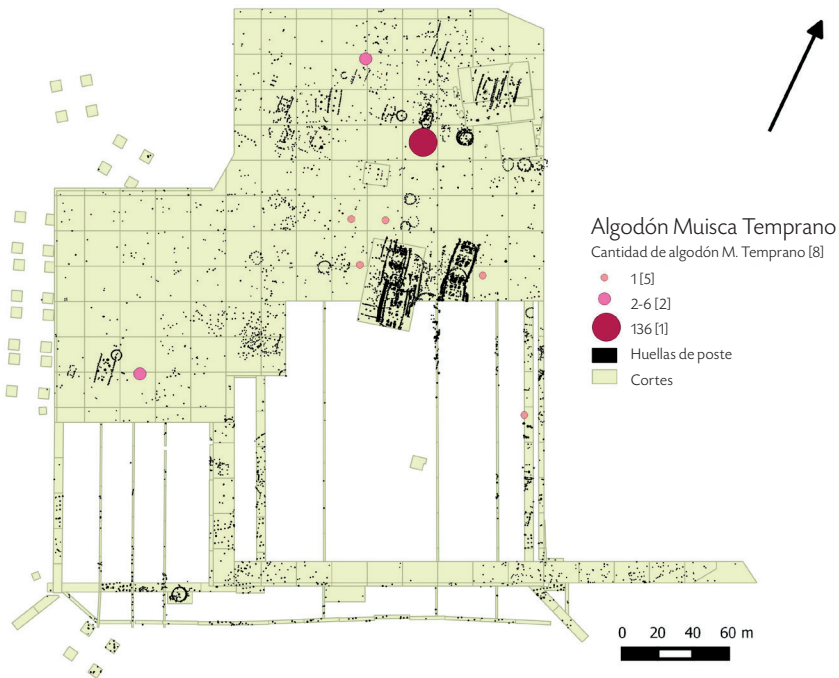 Algodón Muisca Temprano
Cantidad de algodón M. Temprano [8]
1 [5]
2-6 [2]
136 [1]
Huellas de poste
Cortes
0 20 40 60 m